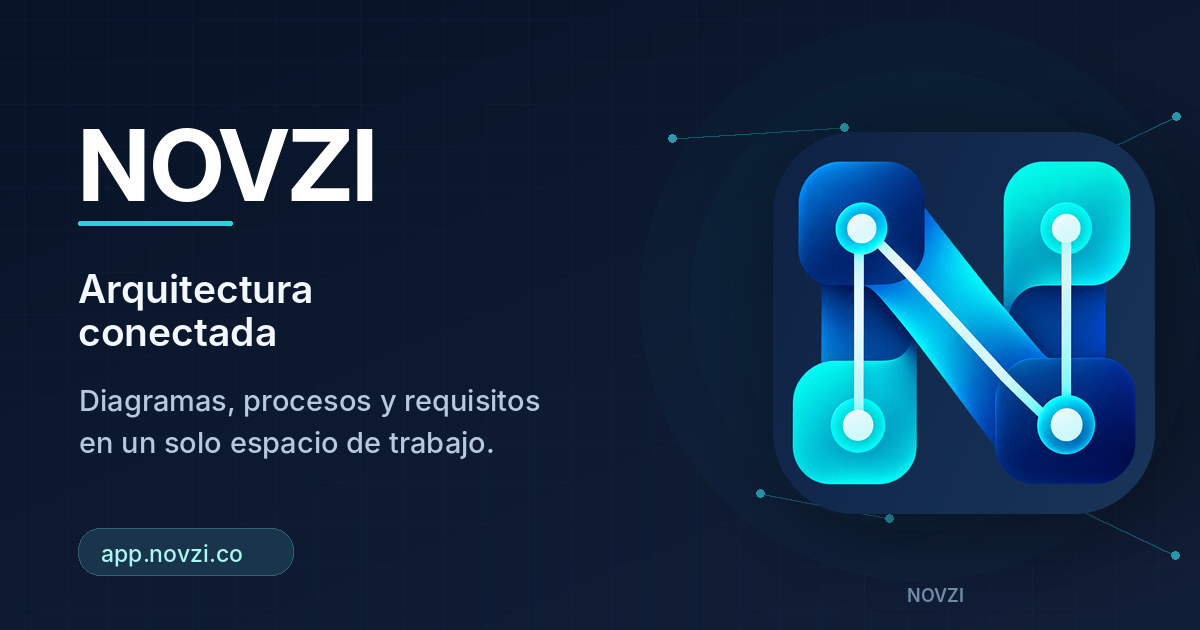 NOVZI
Arquitectura
conectada
Diagramas, procesos y requisitos
en un solo espacio de trabajo.
app.novzi.co
NOVZI